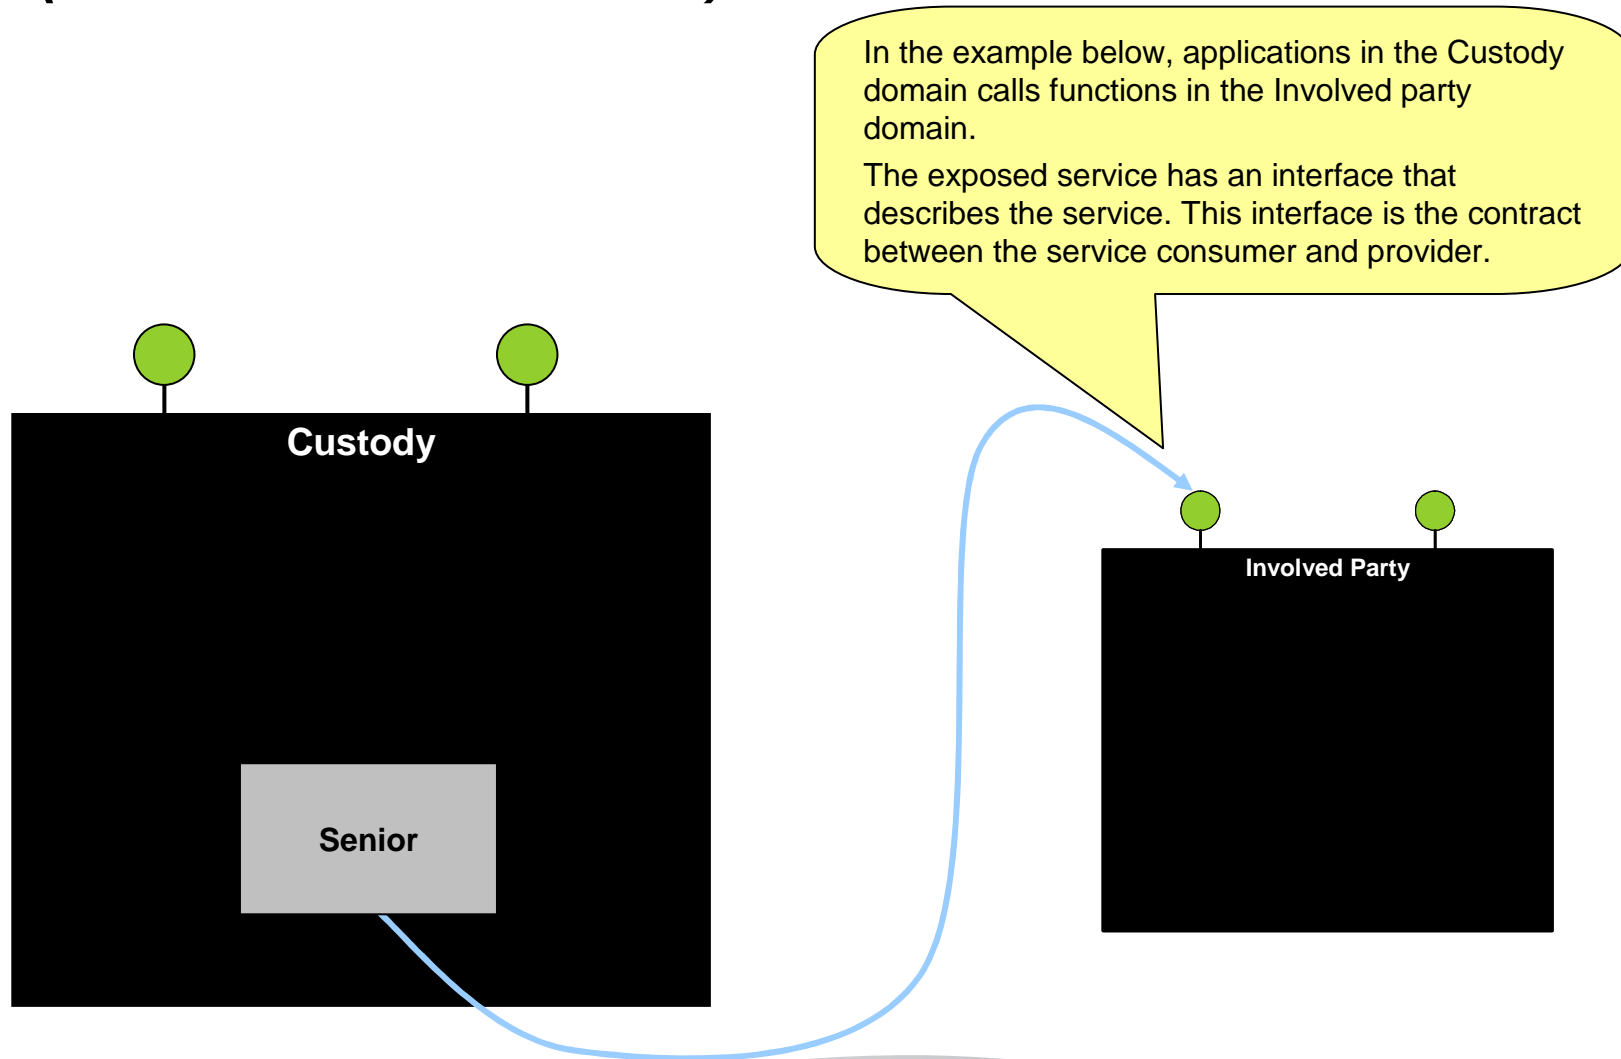 In the example below, applications in the Custody
domain calls functions in the Involved party
domain.
The exposed service has an interface that
describes the service. This interface is the contract
between the service consumer and provider.
Custody
Involved Party
Senior